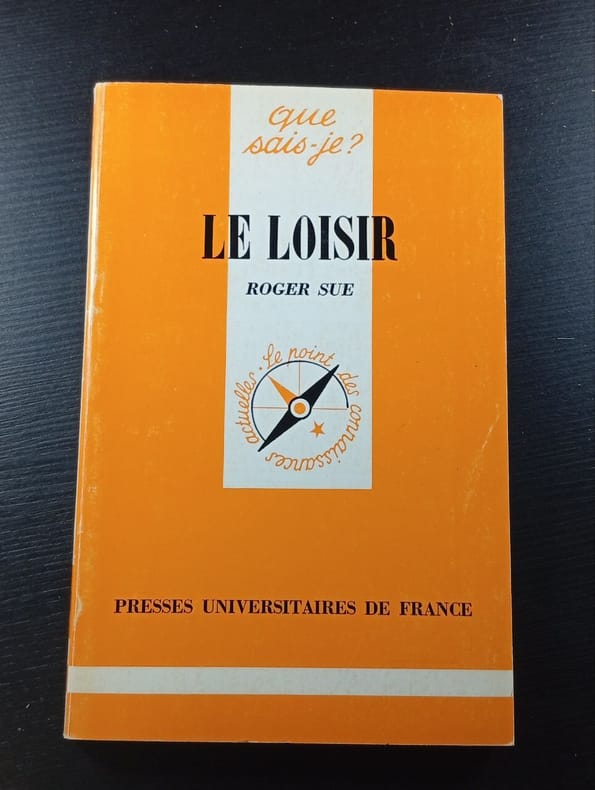 que
sais-je?
LE LOISIR
ROGER SUE
Le point des connaissances actuelles.
PRESSES UNIVERSITAIRES DE FRANCE